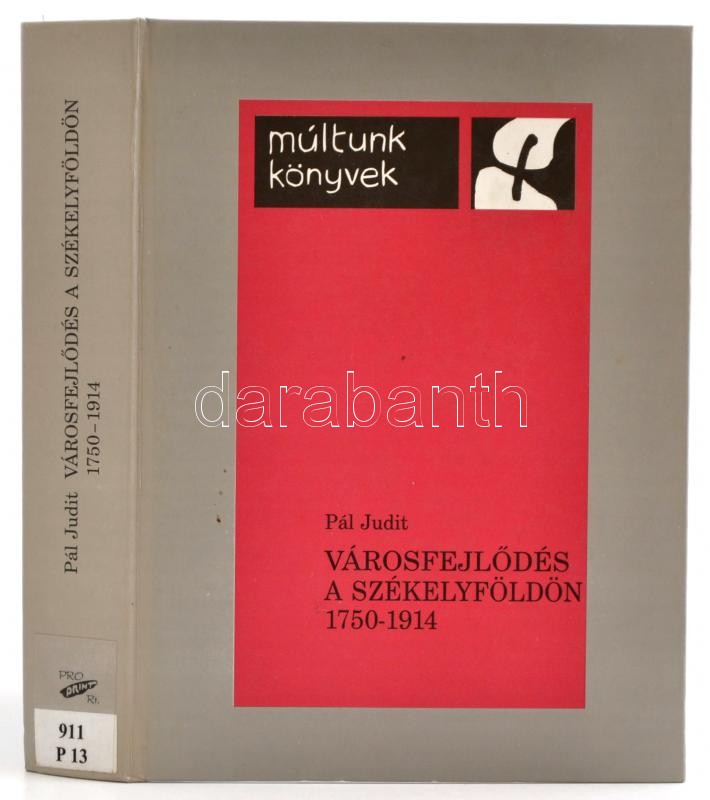 múltunk
könyvek
Pál Judit
VÁROSFEJLŐDÉS
A SZÉKELYFÖLDÖN
1750-1914
Pál Judit VÁROSFEJLŐDÉS A SZÉKELYFÖLDÖN
1750–1914
PRO
PRINT
Rt.
911
P 13
darabanth